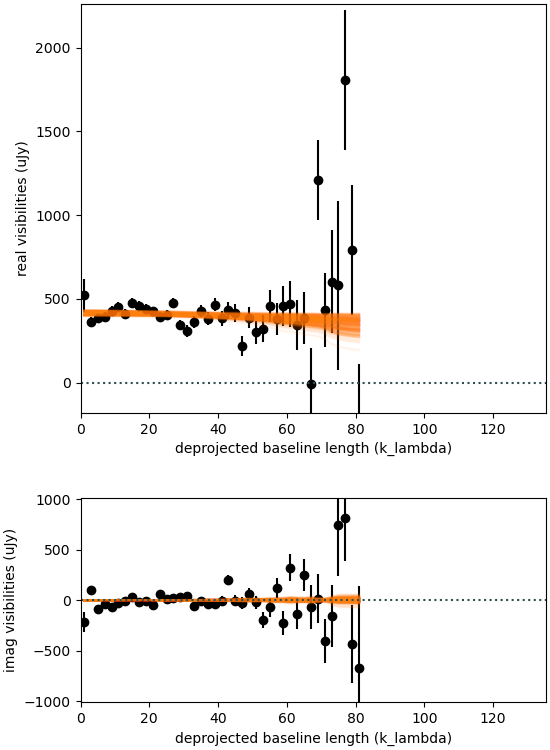 2000
1500
1000
500
0
real visibilities (uJy)
0 20 40 60 80 100 120
deprojected baseline length (k_lambda)
1000
500
0
−500
−1000
imag visibilities (uJy)
0 20 40 60 80 100 120
deprojected baseline length (k_lambda)